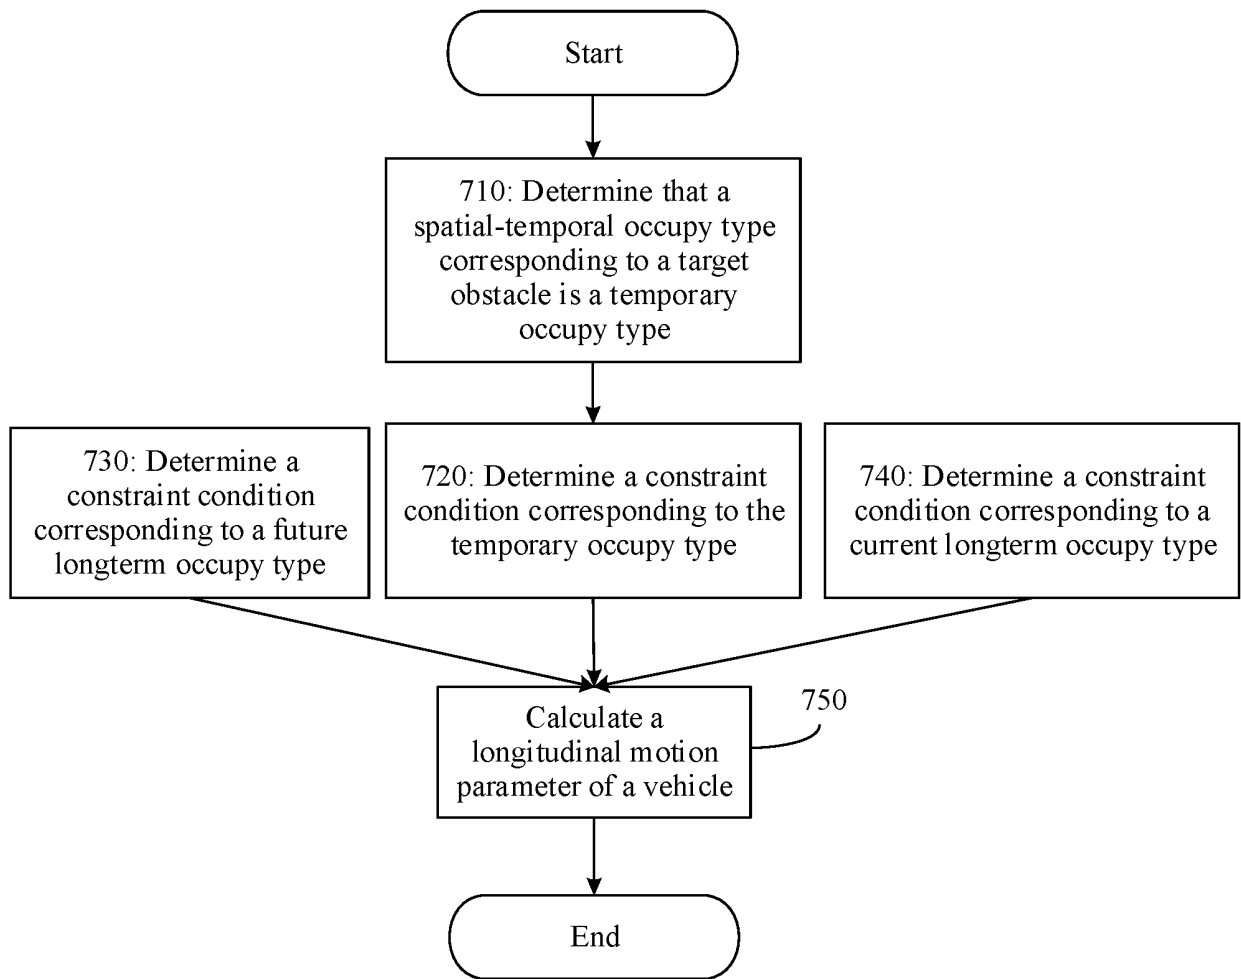 Start
710: Determine that a
spatial-temporal occupy type
corresponding to a target
obstacle is a temporary
occupy type
730: Determine a
constraint condition
corresponding to a future
longterm occupy type
720: Determine a constraint
condition corresponding to the
temporary occupy type
740: Determine a constraint
condition corresponding to a
current longterm occupy type
Calculate a
longitudinal motion
parameter of a vehicle
750
End